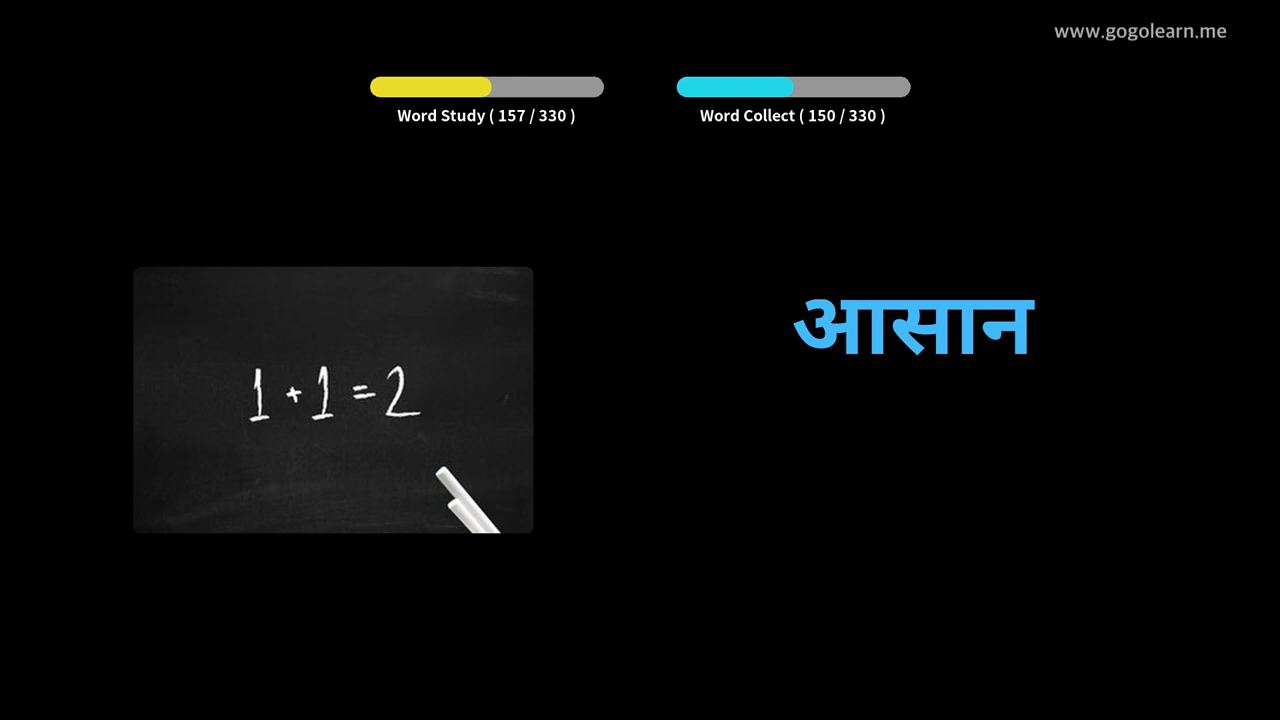 www.gogolearn.me
Word Study ( 157 / 330 )
Word Collect ( 150 / 330 )
आसान
1 + 1 = 2